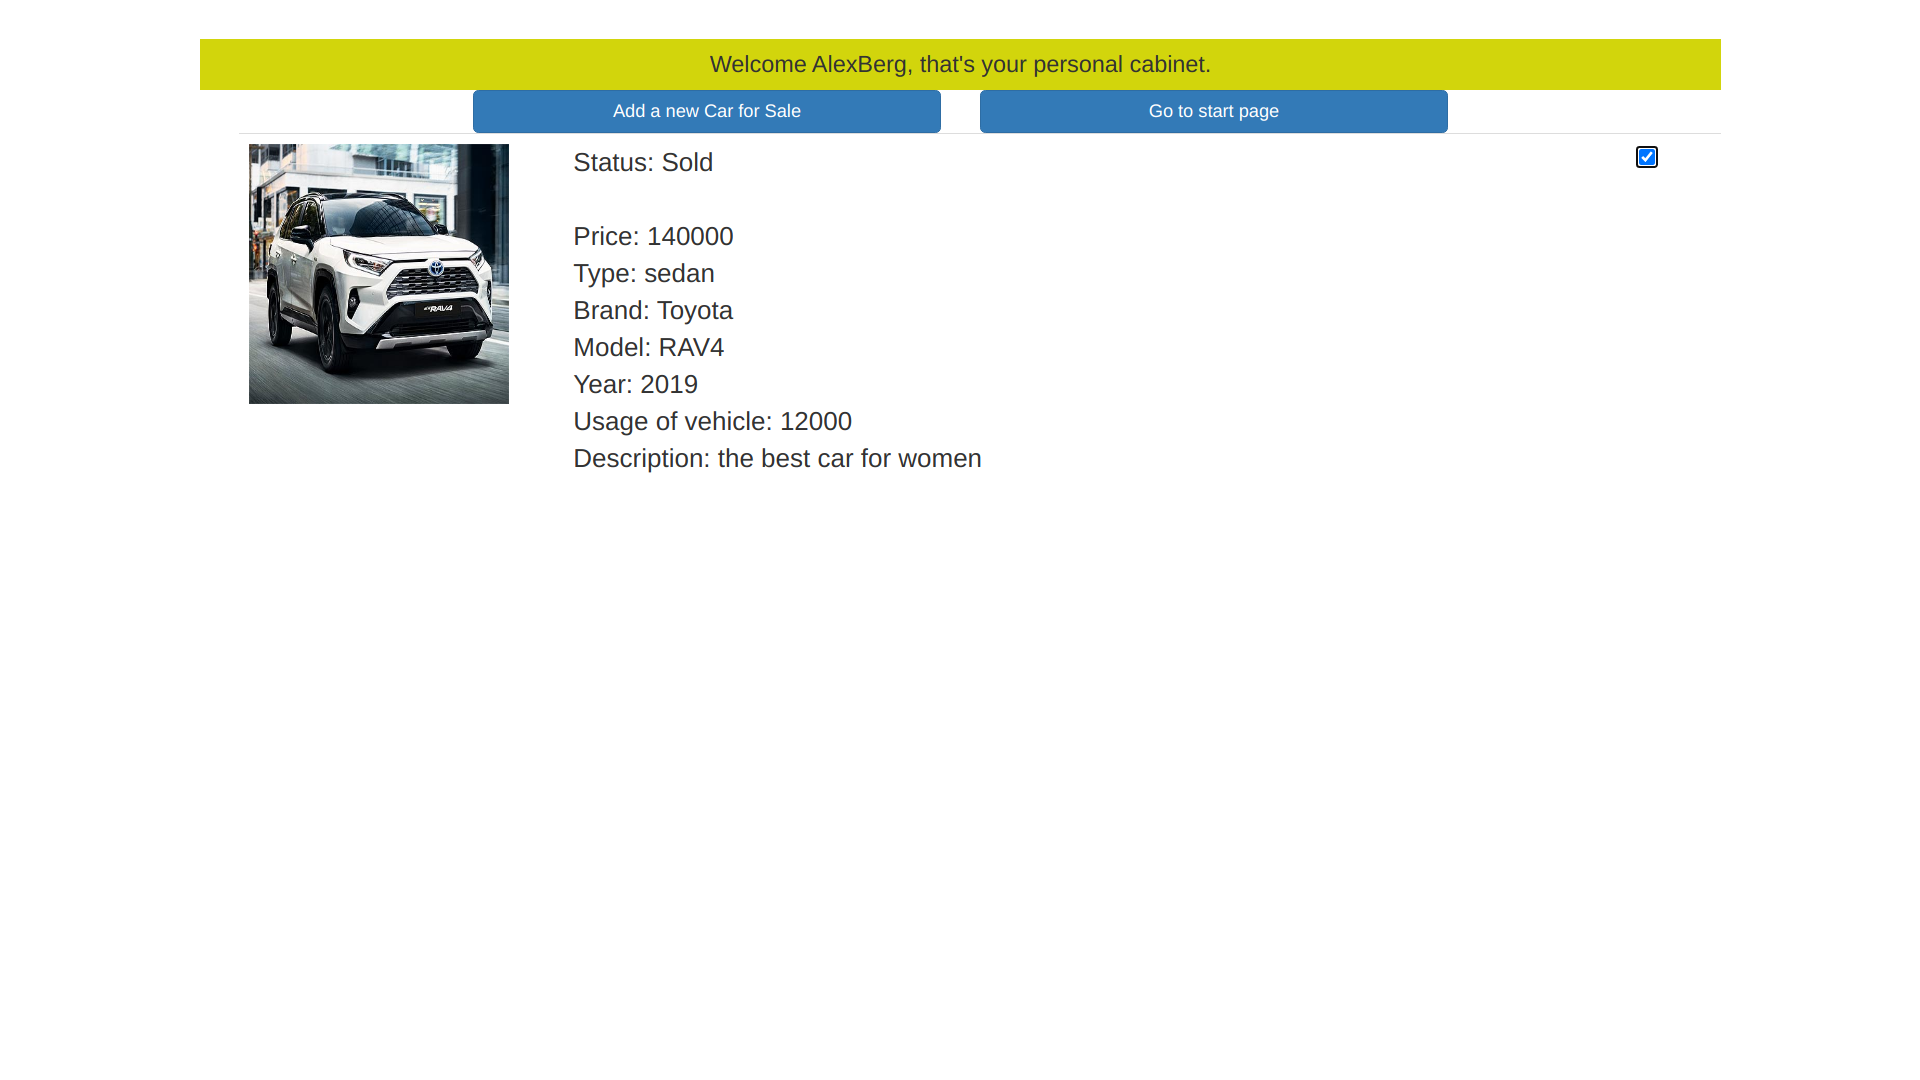 Welcome AlexBerg, that's your personal cabinet.
Add a new Car for Sale
Go to start page
Status: Sold
Price: 140000
Type: sedan
Brand: Toyota
Model: RAV4
Year: 2019
Usage of vehicle: 12000
Description: the best car for women
RAV4